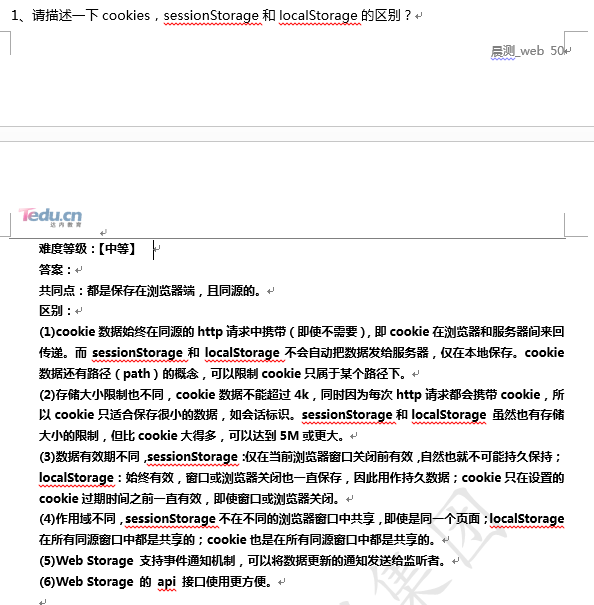 1、请描述一下 cookies，sessionStorage 和 localStorage 的区别？
晨测_web 50
Tedu.cn
达内教育
难度等级：【中等】
答案：
共同点：都是保存在浏览器端，且同源的。
区别：
(1)cookie 数据始终在同源的 http 请求中携带（即使不需要），即 cookie 在浏览器和服务器间来回
传递。而 sessionStorage 和 localStorage 不会自动把数据发给服务器，仅在本地保存。cookie
数据还有路径（path）的概念，可以限制 cookie 只属于某个路径下。
(2)存储大小限制也不同，cookie 数据不能超过 4k，同时因为每次 http 请求都会携带 cookie，所
以 cookie 只适合保存很小的数据，如会话标识。sessionStorage 和 localStorage 虽然也有存储
大小的限制，但比 cookie 大得多，可以达到 5M 或更大。
(3)数据有效期不同，sessionStorage：仅在当前浏览器窗口关闭前有效，自然也就不可能持久保持；
localStorage：始终有效，窗口或浏览器关闭也一直保存，因此用作持久数据；cookie 只在设置的
cookie 过期时间之前一直有效，即使窗口或浏览器关闭。
(4)作用域不同，sessionStorage 不在不同的浏览器窗口中共享，即使是同一个页面；localStorage
在所有同源窗口中都是共享的；cookie 也是在所有同源窗口中都是共享的。
(5)Web Storage 支持事件通知机制，可以将数据更新的通知发送给监听者。
(6)Web Storage 的 api 接口使用更方便。
集团